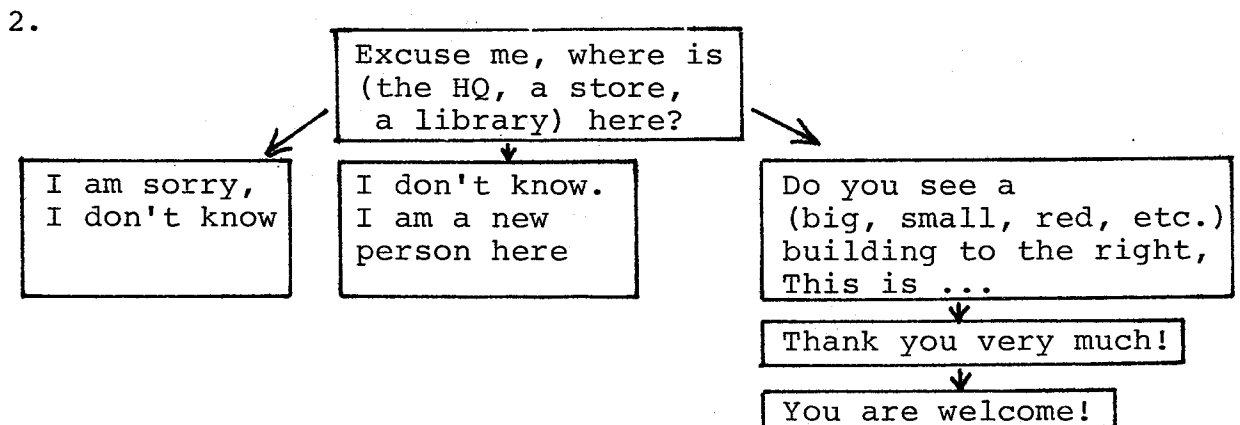 2.
Excuse me, where is
(the HQ, a store,
a library) here?
I am sorry,
I don't know
I don't know.
I am a new
person here
Do you see a
(big, small, red, etc.)
building to the right,
This is ...
Thank you very much!
You are welcome!